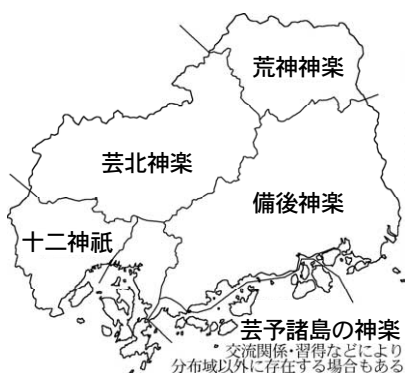 荒神神楽
芸北神楽
備後神楽
十二神祇
芸予諸島の神楽
交流関係・習得などにより
分布域以外に存在する場合もある